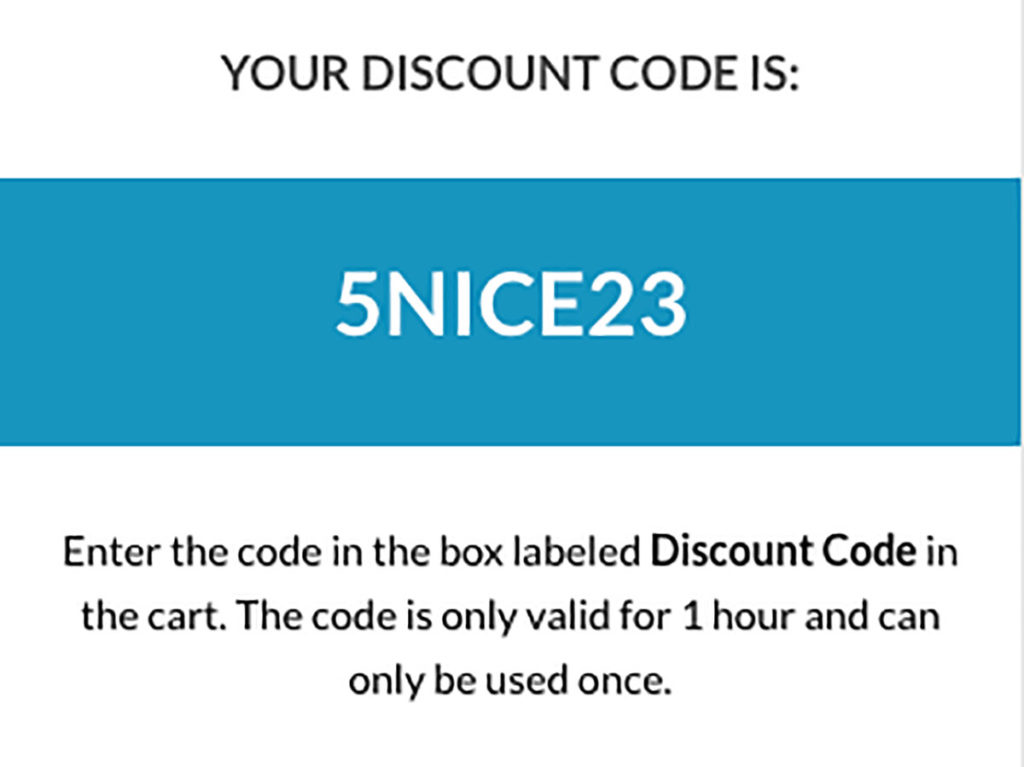 YOUR DISCOUNT CODE IS:
5NICE23
Enter the code in the box labeled Discount Code in
the cart. The code is only valid for 1 hour and can
only be used once.